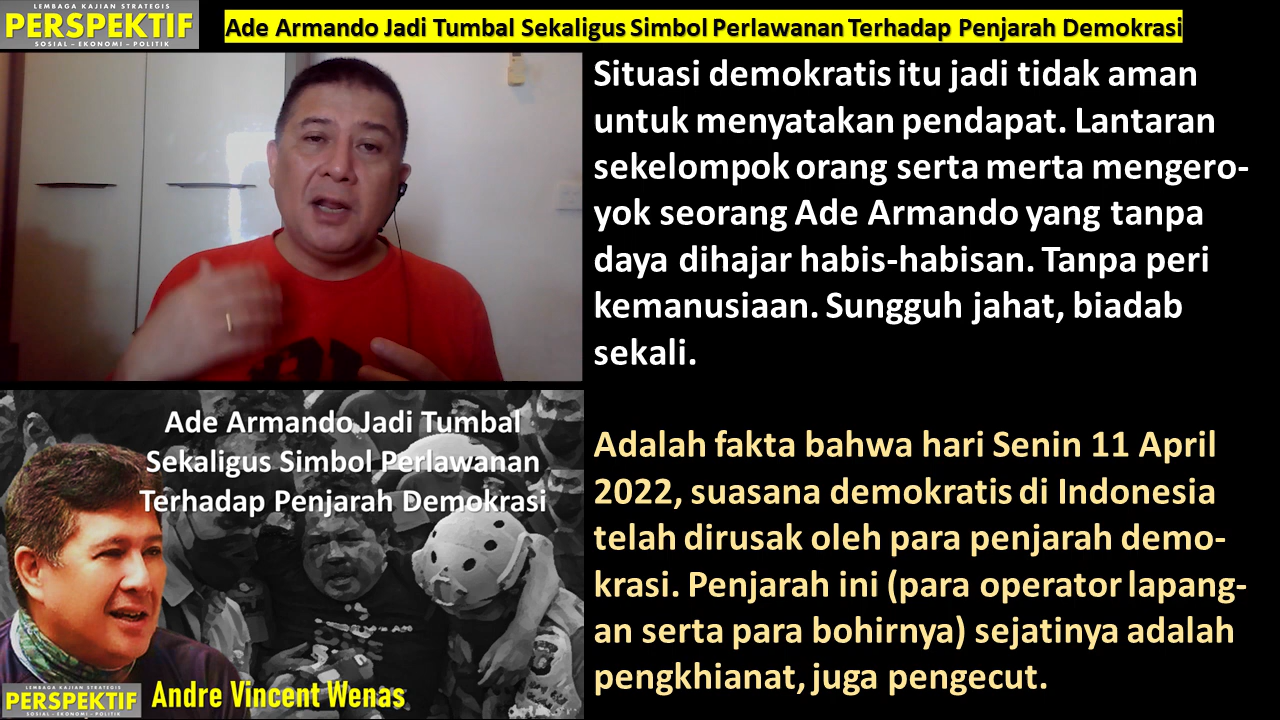 LEMBAGA KAJIAN STRATEGIS
PERSPEKTIF
SOSIAL – EKONOMI – POLITIK
Ade Armando Jadi Tumbal Sekaligus Simbol Perlawanan Terhadap Penjarah Demokrasi
Situasi demokratis itu jadi tidak aman
untuk menyatakan pendapat. Lantaran
sekelompok orang serta merta mengero-
yok seorang Ade Armando yang tanpa
daya dihajar habis-habisan. Tanpa peri
kemanusiaan. Sungguh jahat, biadab
sekali.
Adalah fakta bahwa hari Senin 11 April
2022, suasana demokratis di Indonesia
telah dirusak oleh para penjarah demo-
krasi. Penjarah ini (para operator lapang-
an serta para bohirnya) sejatinya adalah
pengkhianat, juga pengecut.
Ade Armando Jadi Tumbal
Sekaligus Simbol Perlawanan
Terhadap Penjarah Demokrasi
LEMBAGA KAJIAN STRATEGIS
PERSPEKTIF
SOSIAL – EKONOMI – POLITIK
Andre Vincent Wenas